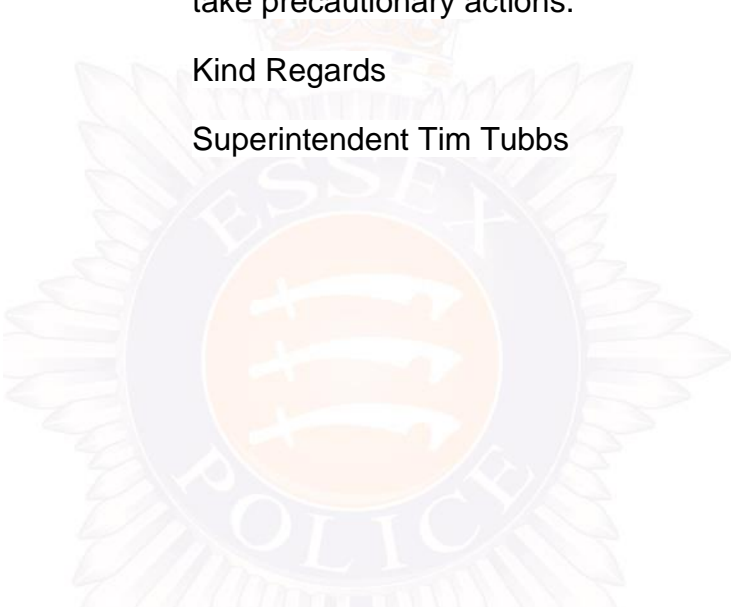 take precautionary actions.
Kind Regards
Superintendent Tim Tubbs
ESSEX
POLICE